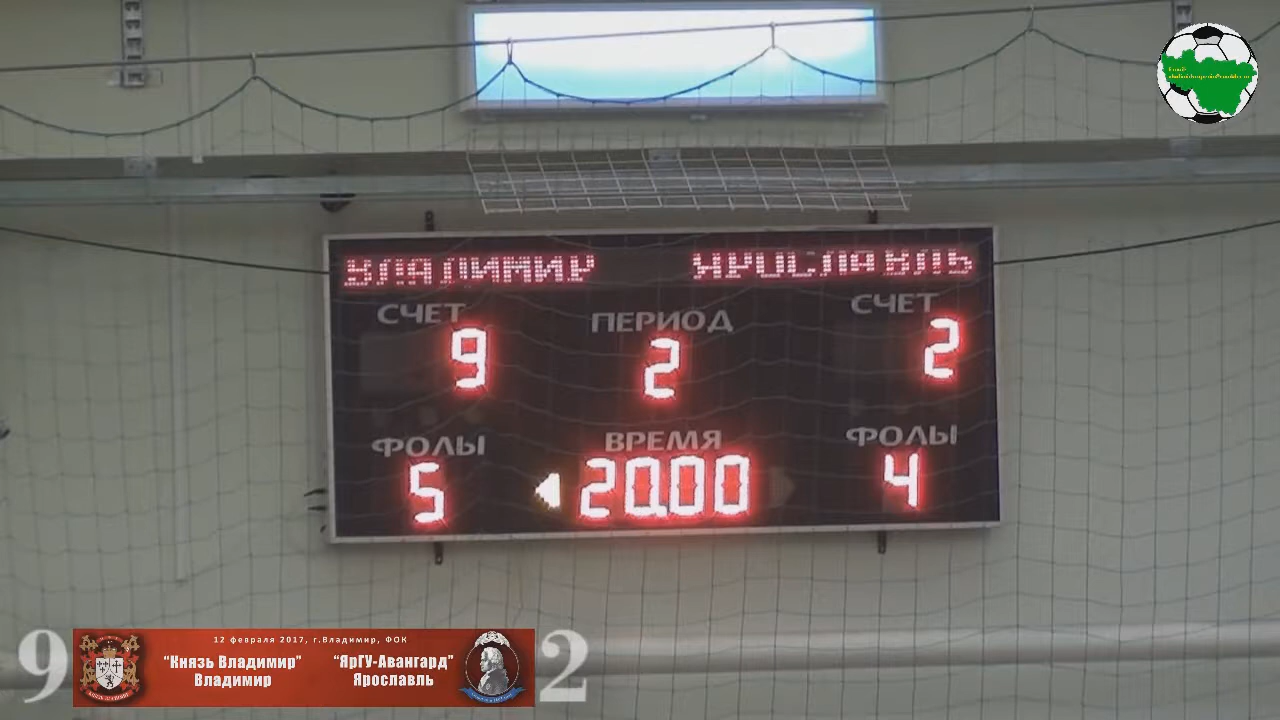 ВЛАДИМИР ЯРОСЛАВЛЬ
СЧЕТ ПЕРИОД СЧЕТ
9 2 2
ФОЛЫ ВРЕМЯ ФОЛЫ
5 20.00 4
12 февраля 2017, г.Владимир, ФОК
9 "Князь Владимир" "ЯрГУ-Авангард" 2
Владимир Ярославль